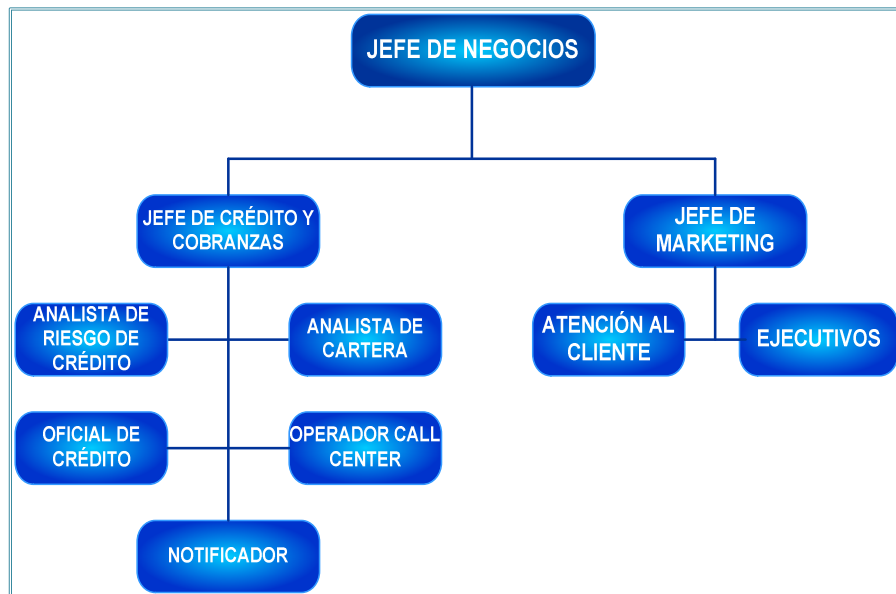 JEFE DE NEGOCIOS
JEFE DE CRÉDITO Y
COBRANZAS
JEFE DE
MARKETING
ANALISTA DE
RIESGO DE
CRÉDITO
ANALISTA DE
CARTERA
ATENCIÓN AL
CLIENTE
EJECUTIVOS
OFICIAL DE
CRÉDITO
OPERADOR CALL
CENTER
NOTIFICADOR